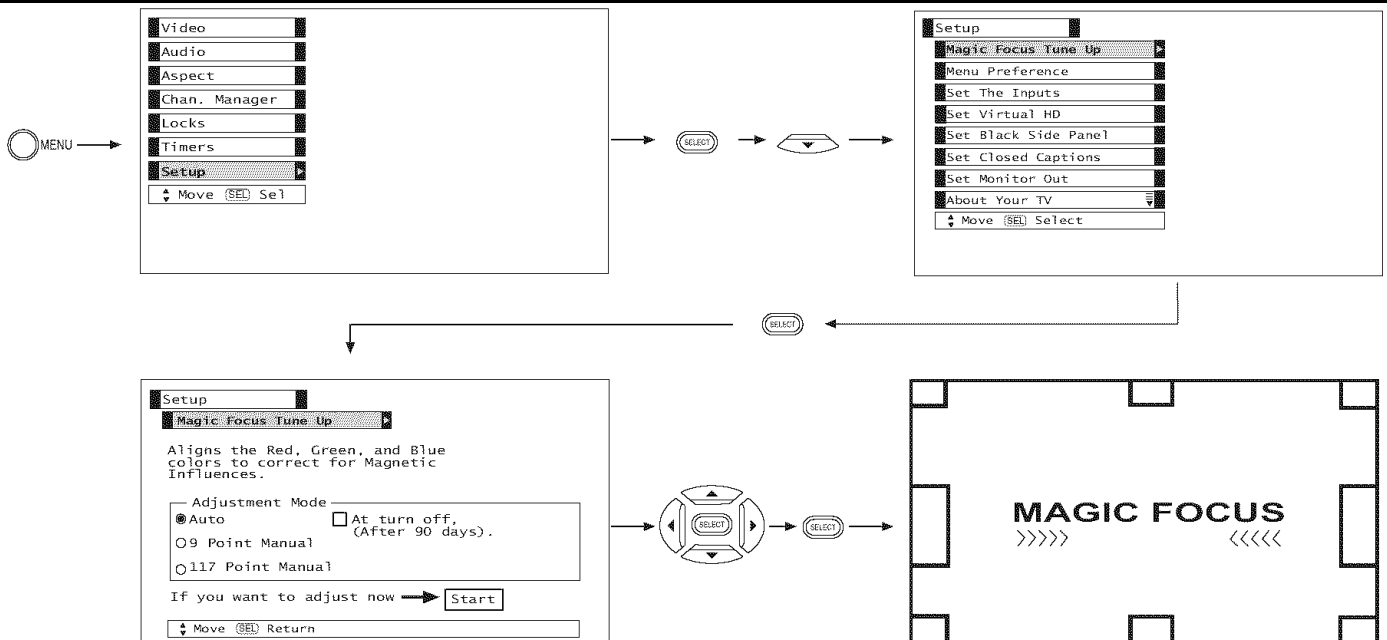 MENU
Video
Audio
Aspect
Chan. Manager
Locks
Timers
Setup
Move SEL Sel
SELECT
Setup
Magic Focus Tune Up
Menu Preference
Set The Inputs
Set Virtual HD
Set Black Side Panel
Set Closed Captions
Set Monitor Out
About Your TV
Move SEL Select
SELECT
Setup
Magic Focus Tune Up
Aligns the Red, Green, and Blue
colors to correct for Magnetic
Influences.
Adjustment Mode
Auto
At turn off,
(After 90 days).
9 Point Manual
117 Point Manual
If you want to adjust now
Start
Move SEL Return
SELECT
SELECT
MAGIC FOCUS